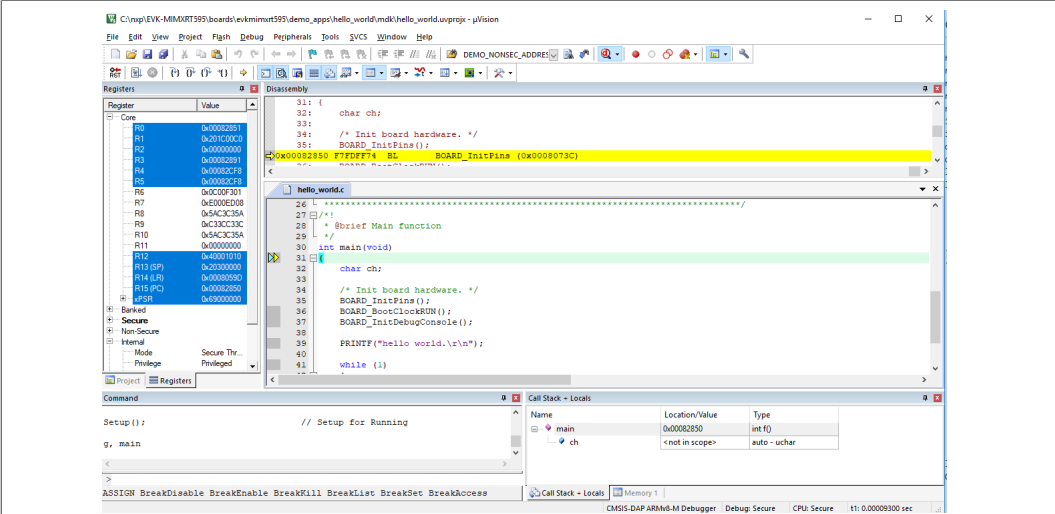 C:\nxp\EVK-MIMXRT595\boards\evkmimxrt595\demo_apps\hello_world\mdk\hello_world.uvprojx - µVision
File Edit View Project Flash Debug Peripherals Tools SVCS Window Help
DEMO_NONSEC_ADDRES
RST
Registers
Register Value
Core
R0 0x00082851
R1 0x201C00C0
R2 0x00000000
R3 0x00082891
R4 0x00082CF8
R5 0x00082CF8
R6 0x0C00F301
R7 0xE000ED08
R8 0x5AC3C35A
R9 0xC33CC33C
R10 0x5AC3C35A
R11 0x00000000
R12 0x40001010
R13 (SP) 0x20300000
R14 (LR) 0x0008059D
R15 (PC) 0x00082850
xPSR 0x69000000
Banked
Secure
Non-Secure
Internal
Mode Secure Thr...
Privilege Privileged
Project Registers
Disassembly
31: {
32: char ch;
33:
34: /* Init board hardware. */
35: BOARD_InitPins();
0x00082850 F7FDFF74 BL BOARD_InitPins (0x0008073C)
36: BOARD_BootClockRUN();
hello_world.c
26 ******************************************************************************/
27 /*!
28 * @brief Main function
29 */
30 int main(void)
31 {
32 char ch;
33
34 /* Init board hardware. */
35 BOARD_InitPins();
36 BOARD_BootClockRUN();
37 BOARD_InitDebugConsole();
38
39 PRINTF("hello world.\r\n");
40
41 while (1)
Command
Setup(); // Setup for Running
g, main
>
ASSIGN BreakDisable BreakEnable BreakKill BreakList BreakSet BreakAccess
Call Stack + Locals
Name Location/Value Type
main 0x00082850 int f()
ch <not in scope> auto - uchar
Call Stack + Locals Memory 1
CMSIS-DAP ARMv8-M Debugger Debug: Secure CPU: Secure t1: 0.00009300 sec